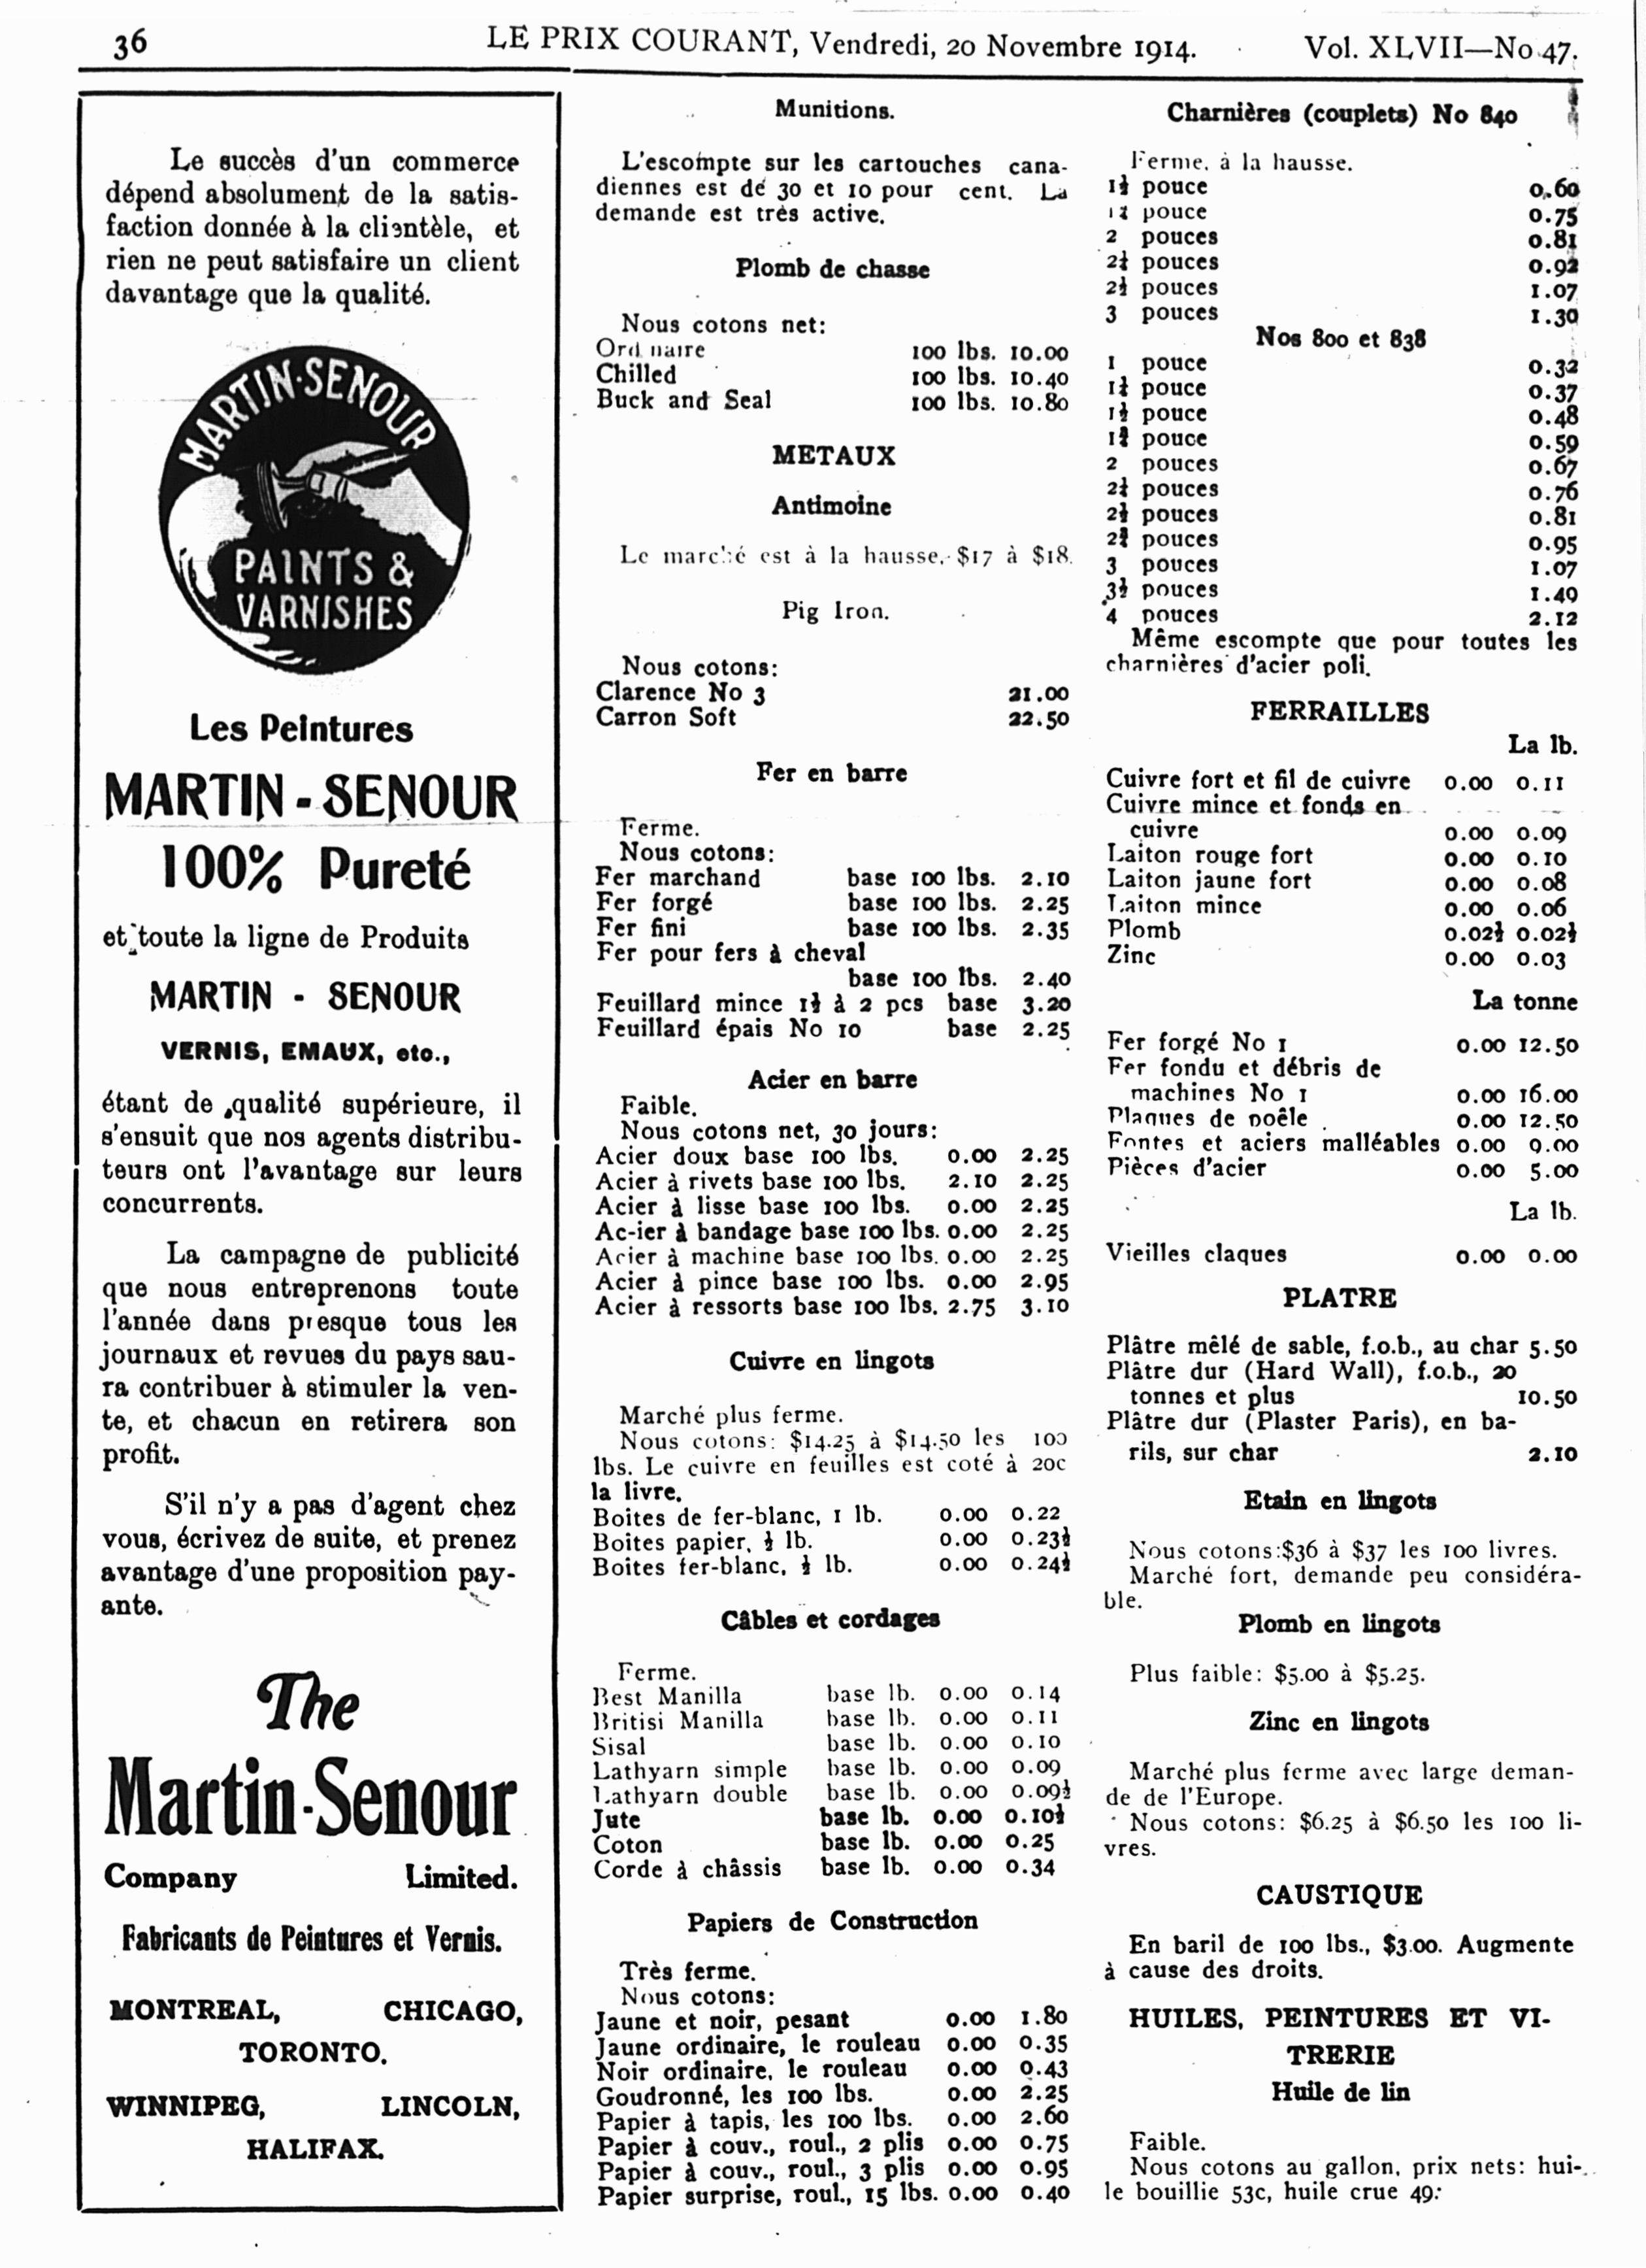 36
LE PRIX COURANT, Vendredi, 20 Novembre 1914.
Vol. XLVII—No 47.
Le succès d'un commerce
dépend absolument de la satis-
faction donnée à la clientèle, et
rien ne peut satisfaire un client
davantage que la qualité.
MARTIN-SENOUR
PAINTS &
VARNISHES
Les Peintures
MARTIN-SENOUR
100% Pureté
et toute la ligne de Produits
MARTIN - SENOUR
VERNIS, EMAUX, etc.,
étant de qualité supérieure, il
s'ensuit que nos agents distribu-
teurs ont l'avantage sur leurs
concurrents.
La campagne de publicité
que nous entreprenons toute
l'année dans presque tous les
journaux et revues du pays sau-
ra contribuer à stimuler la ven-
te, et chacun en retirera son
profit.
S'il n'y a pas d'agent chez
vous, écrivez de suite, et prenez
avantage d'une proposition pay-
ante.
The
Martin-Senour
Company Limited.
Fabricants de Peintures et Vernis.
MONTREAL, CHICAGO,
TORONTO,
WINNIPEG, LINCOLN,
HALIFAX.
Munitions.
L'escompte sur les cartouches cana-
diennes est de 30 et 10 pour cent. La
demande est très active.
Plomb de chasse
Nous cotons net:
Ordinaire 100 lbs. 10.00
Chilled 100 lbs. 10.40
Buck and Seal 100 lbs. 10.80
METAUX
Antimoine
Le marché est à la hausse, $17 à $18.
Pig Iron.
Nous cotons:
Clarence No 3 21.00
Carron Soft 22.50
Fer en barre
Ferme.
Nous cotons:
Fer marchand base 100 lbs. 2.10
Fer forgé base 100 lbs. 2.25
Fer fini base 100 lbs. 2.35
Fer pour fers à cheval
base 100 lbs. 2.40
Feuillard mince 1½ à 2 pcs base 3.20
Feuillard épais No 10 base 2.25
Acier en barre
Faible.
Nous cotons net, 30 jours:
Acier doux base 100 lbs. 0.00 2.25
Acier à rivets base 100 lbs. 2.10 2.25
Acier à lisse base 100 lbs. 0.00 2.25
Ac-ier à bandage base 100 lbs. 0.00 2.25
Acier à machine base 100 lbs. 0.00 2.25
Acier à pince base 100 lbs. 0.00 2.95
Acier à ressorts base 100 lbs. 2.75 3.10
Cuivre en lingots
Marché plus ferme.
Nous cotons: $14.25 à $14.50 les 100
lbs. Le cuivre en feuilles est coté à 20c
la livre.
Boites de fer-blanc, 1 lb. 0.00 0.22
Boites papier, ½ lb. 0.00 0.23½
Boites fer-blanc, ½ lb. 0.00 0.24½
Câbles et cordages
Ferme.
Best Manilla base lb. 0.00 0.14
Britisi Manilla base lb. 0.00 0.11
Sisal base lb. 0.00 0.10
Lathyarn simple base lb. 0.00 0.09
Lathyarn double base lb. 0.00 0.09½
Jute base lb. 0.00 0.10½
Coton base lb. 0.00 0.25
Corde à châssis base lb. 0.00 0.34
Papiers de Construction
Très ferme.
Nous cotons:
Jaune et noir, pesant 0.00 1.80
Jaune ordinaire, le rouleau 0.00 0.35
Noir ordinaire, le rouleau 0.00 0.43
Goudronné, les 100 lbs. 0.00 2.25
Papier à tapis, les 100 lbs. 0.00 2.60
Papier à couv., roul., 2 plis 0.00 0.75
Papier à couv., roul., 3 plis 0.00 0.95
Papier surprise, roul., 15 lbs. 0.00 0.40
Charnières (couplets) No 840
Ferme, à la hausse.
1½ pouce 0.60
pouce 0.75
2 pouces 0.81
2¼ pouces 0.92
2½ pouces 1.07
3 pouces 1.30
Nos 800 et 838
1 pouce 0.32
1¼ pouce 0.37
1½ pouce 0.48
1¾ pouce 0.59
2 pouces 0.67
2¼ pouces 0.76
2½ pouces 0.81
2¾ pouces 0.95
3 pouces 1.07
3½ pouces 1.49
4 pouces 2.12
Même escompte que pour toutes les
charnières d'acier poli.
FERRAILLES
La lb.
Cuivre fort et fil de cuivre 0.00 0.11
Cuivre mince et fonds en
cuivre 0.00 0.09
Laiton rouge fort 0.00 0.10
Laiton jaune fort 0.00 0.08
Laiton mince 0.00 0.06
Plomb 0.02½ 0.02½
Zinc 0.00 0.03
La tonne
Fer forgé No 1 0.00 12.50
Fer fondu et débris de
machines No 1 0.00 16.00
Plaques de poêle 0.00 12.50
Fontes et aciers malléables 0.00 9.00
Pièces d'acier 0.00 5.00
La lb.
Vieilles claques 0.00 0.00
PLATRE
Plâtre mêlé de sable, f.o.b., au char 5.50
Plâtre dur (Hard Wall), f.o.b., 20
tonnes et plus 10.50
Plâtre dur (Plaster Paris), en ba-
rils, sur char 2.10
Etain en lingots
Nous cotons:$36 à $37 les 100 livres.
Marché fort, demande peu considéra-
ble.
Plomb en lingots
Plus faible: $5.00 à $5.25.
Zinc en lingots
Marché plus ferme avec large deman-
de de l'Europe.
Nous cotons: $6.25 à $6.50 les 100 li-
vres.
CAUSTIQUE
En baril de 100 lbs., $3.00. Augmente
à cause des droits.
HUILES, PEINTURES ET VI-
TRERIE
Huile de lin
Faible.
Nous cotons au gallon, prix nets: hui-
le bouillie 53c, huile crue 49: